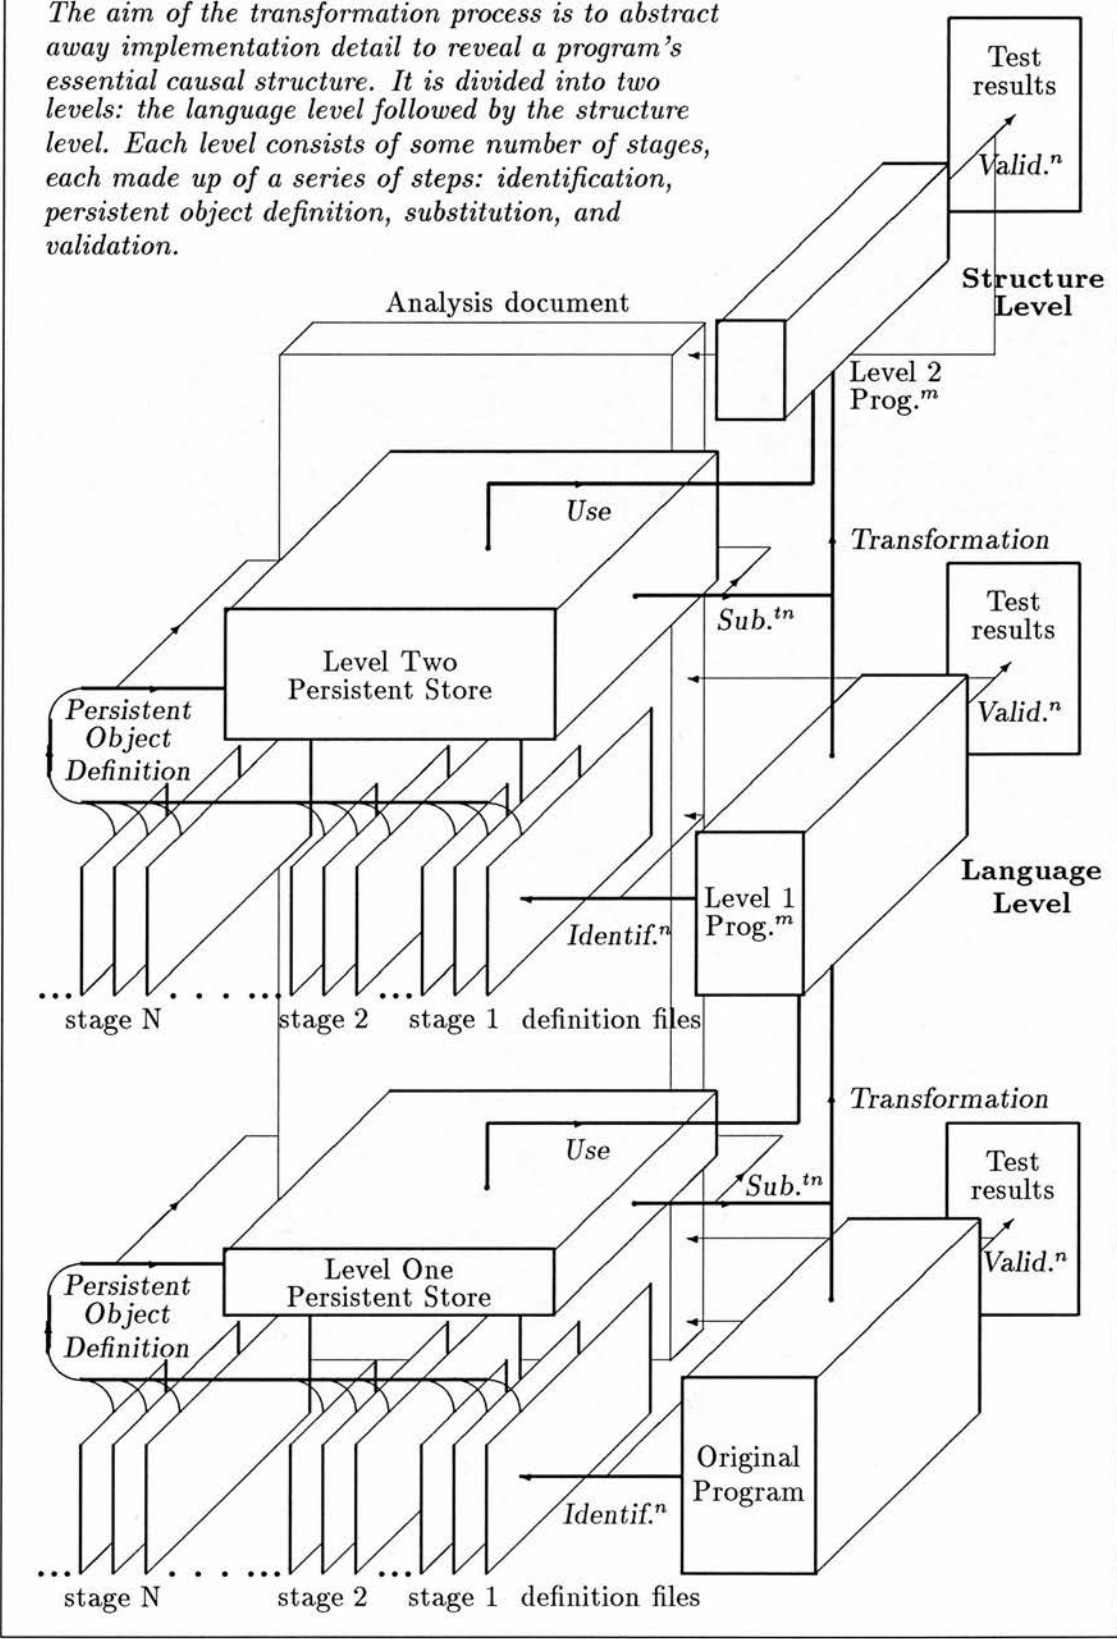 The aim of the transformation process is to abstract
away implementation detail to reveal a program's
essential causal structure. It is divided into two
levels: the language level followed by the structure
level. Each level consists of some number of stages,
each made up of a series of steps: identification,
persistent object definition, substitution, and
validation.
Test
results
Valid.ⁿ
Structure
Level
Analysis document
Level 2
Prog.ᵐ
Use
Transformation
Sub.ᵗⁿ
Test
results
Valid.ⁿ
Level Two
Persistent Store
Persistent
Object
Definition
Language
Level
Level 1
Prog.ᵐ
Identif.ⁿ
... stage N . . . . ... stage 2 ... stage 1 definition files
Transformation
Use
Sub.ᵗⁿ
Test
results
Valid.ⁿ
Level One
Persistent Store
Persistent
Object
Definition
Original
Program
Identif.ⁿ
... stage N . . . . ... stage 2 ... stage 1 definition files